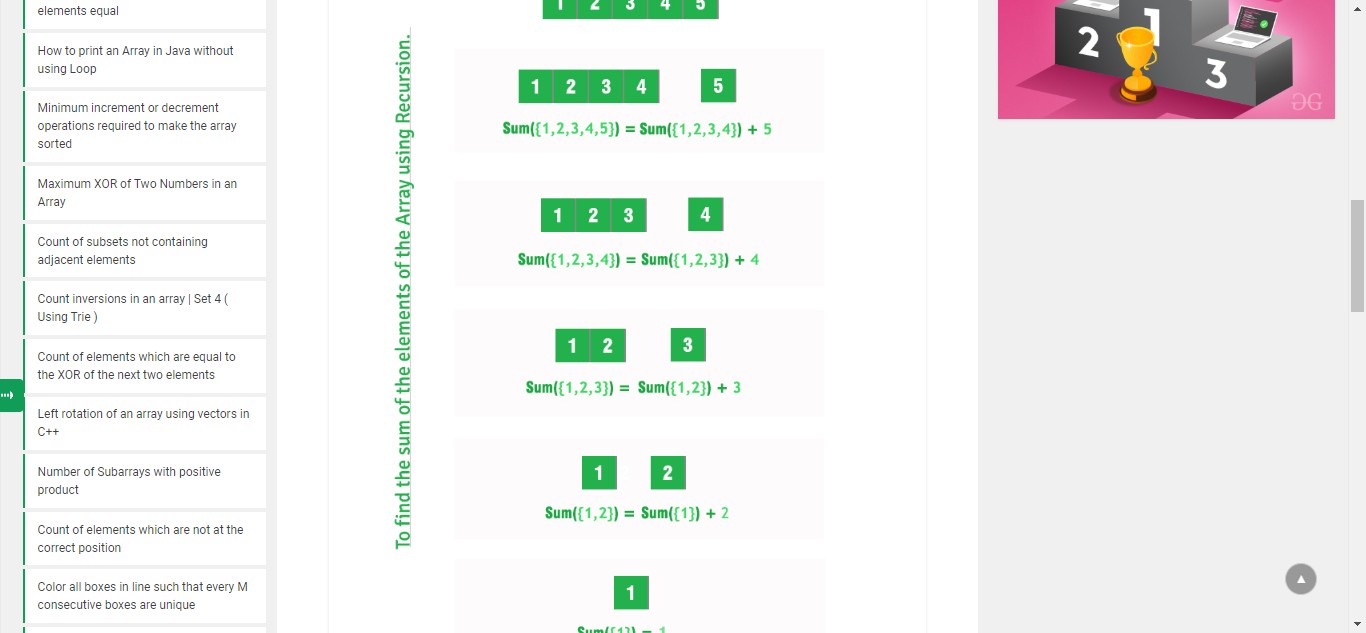 elements equal
How to print an Array in Java without
using Loop
Minimum increment or decrement
operations required to make the array
sorted
Maximum XOR of Two Numbers in an
Array
Count of subsets not containing
adjacent elements
Count inversions in an array | Set 4 (
Using Trie )
Count of elements which are equal to
the XOR of the next two elements
Left rotation of an array using vectors in
C++
Number of Subarrays with positive
product
Count of elements which are not at the
correct position
Color all boxes in line such that every M
consecutive boxes are unique
To find the sum of the elements of the Array using Recursion.
1 2 3 4 5
1 2 3 4 5
Sum({1,2,3,4,5}) = Sum({1,2,3,4}) + 5
1 2 3 4
Sum({1,2,3,4}) = Sum({1,2,3}) + 4
1 2 3
Sum({1,2,3}) = Sum({1,2}) + 3
1 2
Sum({1,2}) = Sum({1}) + 2
1
Sum({1}) = 1
2 1 3